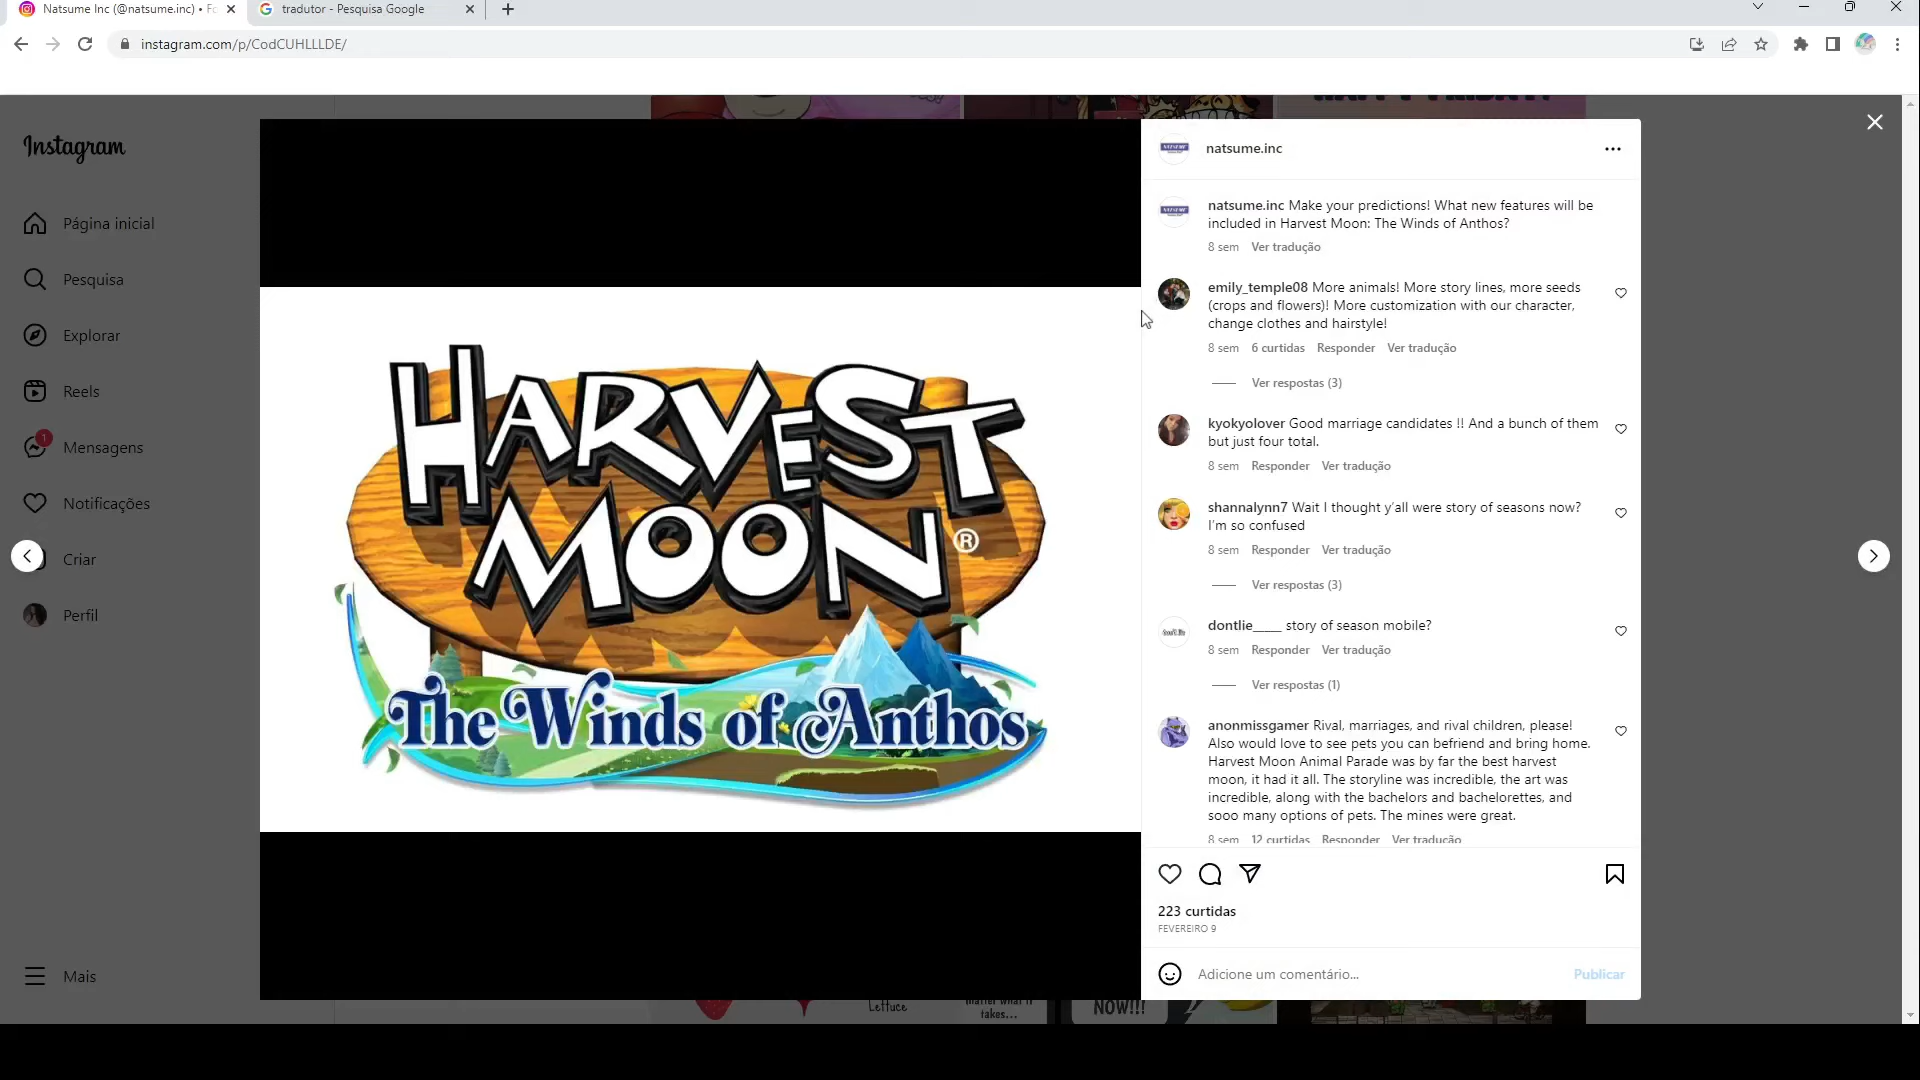 Natsume Inc (@natsume.inc) • Fo
tradutor - Pesquisa Google
instagram.com/p/CodCUHLLLDE/
Instagram
Página inicial
Pesquisa
Explorar
Reels
1
Mensagens
Notificações
Criar
Perfil
Mais
HARVEST
MOON®
The Winds of Anthos
Lettuce
takes...
NOW!!!
natsume.inc
natsume.inc Make your predictions! What new features will be
included in Harvest Moon: The Winds of Anthos?
8 sem Ver tradução
emily_temple08 More animals! More story lines, more seeds
(crops and flowers)! More customization with our character,
change clothes and hairstyle!
8 sem 6 curtidas Responder Ver tradução
Ver respostas (3)
kyokyolover Good marriage candidates !! And a bunch of them
but just four total.
8 sem Responder Ver tradução
shannalynn7 Wait I thought y'all were story of seasons now?
I'm so confused
8 sem Responder Ver tradução
Ver respostas (3)
dontlie____ story of season mobile?
8 sem Responder Ver tradução
Ver respostas (1)
anonmissgamer Rival, marriages, and rival children, please!
Also would love to see pets you can befriend and bring home.
Harvest Moon Animal Parade was by far the best harvest
moon, it had it all. The storyline was incredible, the art was
incredible, along with the bachelors and bachelorettes, and
sooo many options of pets. The mines were great.
8 sem 12 curtidas Responder Ver tradução
223 curtidas
FEVEREIRO 9
Adicione um comentário...
Publicar